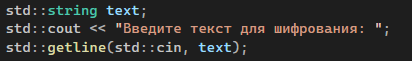 std::string text;
std::cout << "Введите текст для шифрования: ";
std::getline(std::cin, text);